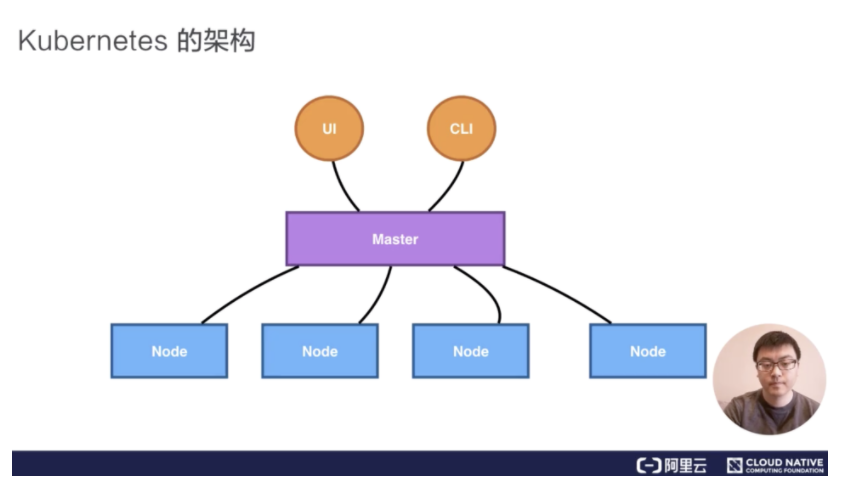 Kubernetes 的架构
UI
CLI
Master
Node
Node
Node
Node
阿里云
CLOUD NATIVE
COMPUTING FOUNDATION